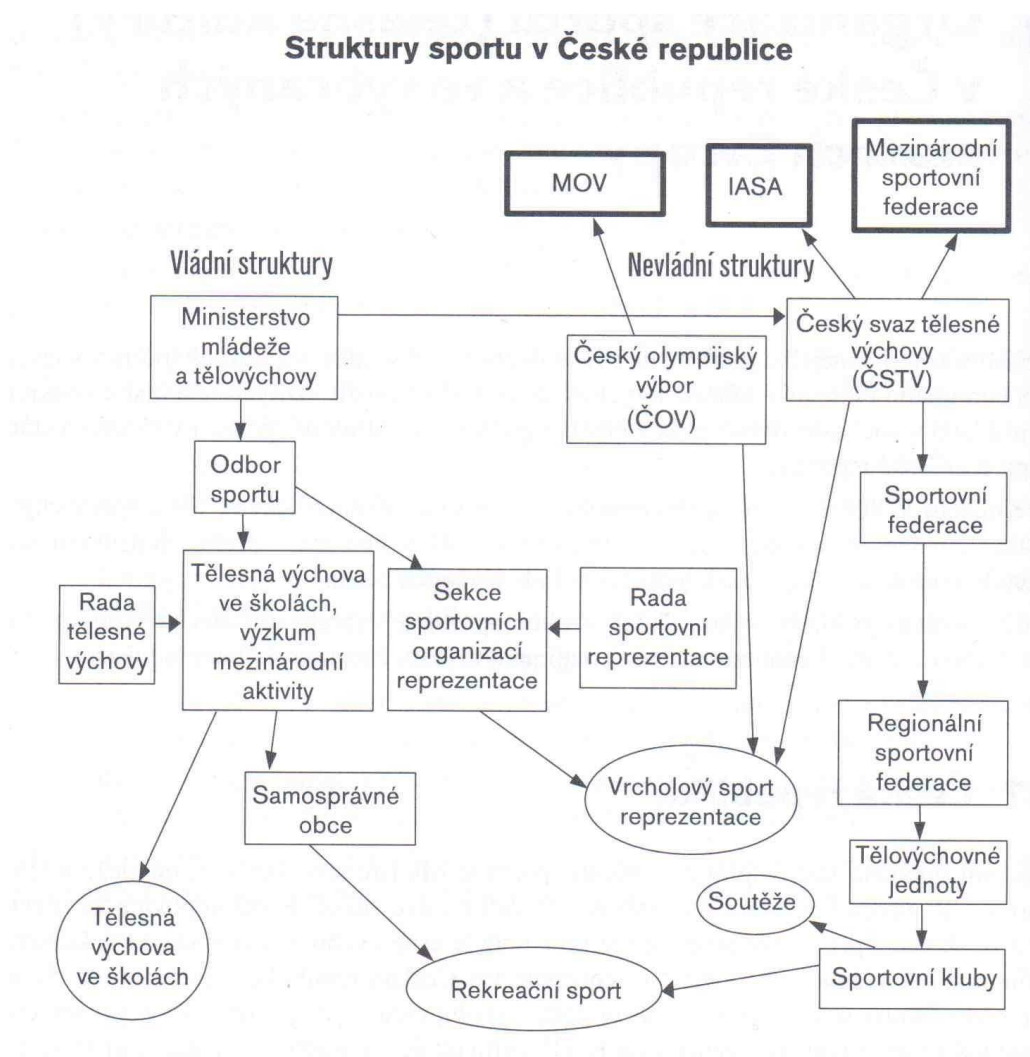 Struktury sportu v České republice
MOV
IASA
Mezinárodní
sportovní
federace
Vládní struktury
Nevládní struktury
Ministerstvo
mládeže
a tělovýchovy
Český olympijský
výbor
(ČOV)
Český svaz tělesné
výchovy
(ČSTV)
Odbor
sportu
Sportovní
federace
Rada
tělesné
výchovy
Tělesná výchova
ve školách,
výzkum
mezinárodní
aktivity
Sekce
sportovních
organizací
reprezentace
Rada
sportovní
reprezentace
Regionální
sportovní
federace
Samosprávné
obce
Vrcholový sport
reprezentace
Tělovýchovné
jednoty
Soutěže
Tělesná
výchova
ve školách
Rekreační sport
Sportovní kluby